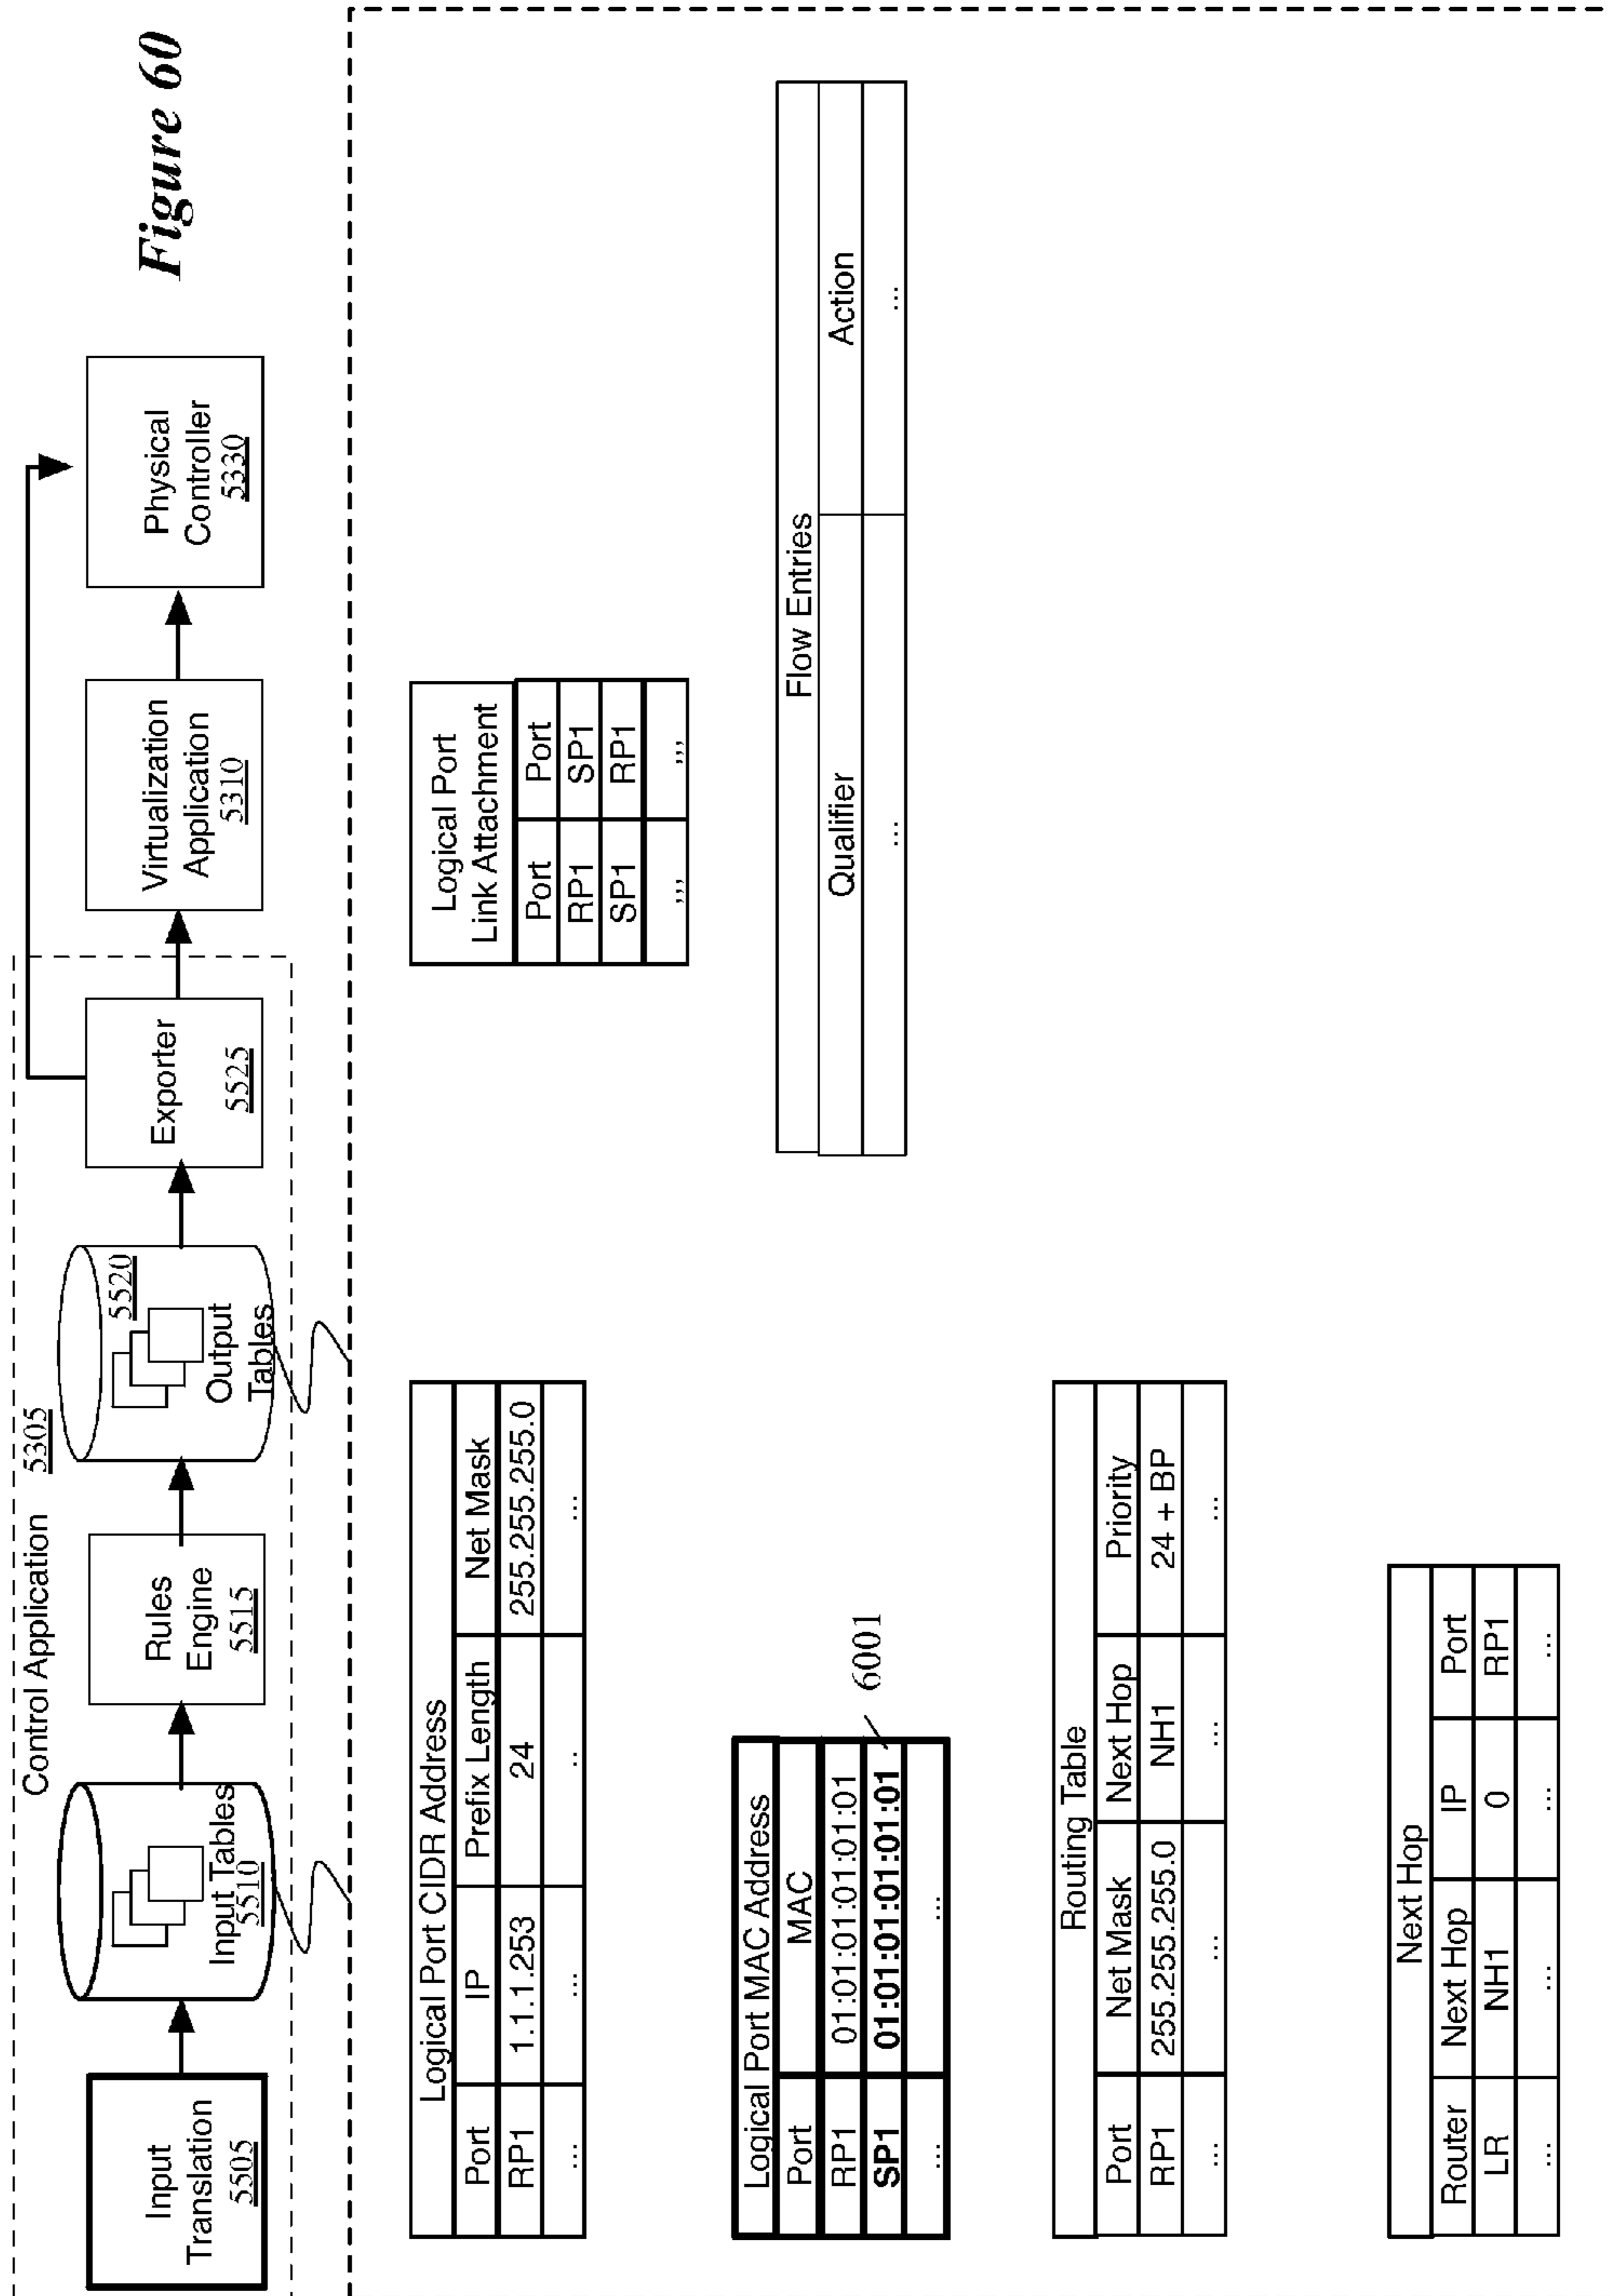 Figure 60
Control Application
5305
Input
Translation
5505
Input Tables
5510
Rules
Engine
5515
5520
Output
Tables
Exporter
5525
Virtualization
Application
5310
Physical
Controller
5330
Logical Port CIDR Address
Port IP Prefix Length Net Mask
RP1 1.1.1.253 24 255.255.255.0
... ... .. ...
Logical Port
Link Attachment
Port Port
RP1 SP1
SP1 RP1
,,, ,,,
Logical Port MAC Address
Port MAC
RP1 01:01:01:01:01:01
SP1 01:01:01:01:01:01
... ...
6001
Flow Entries
Qualifier Action
... ...
Routing Table
Port Net Mask Next Hop Priority
RP1 255.255.255.0 NH1 24 + BP
... ... ... ...
Next Hop
Router Next Hop IP Port
LR NH1 0 RP1
... ... ... ...